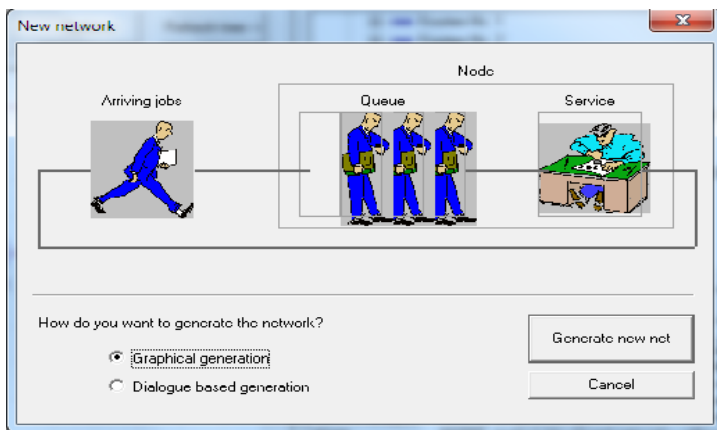 New network
Node
Arriving jobs
Queue
Service
How do you want to generate the network?
Graphical generation
Dialogue based generation
Generate new net
Cancel